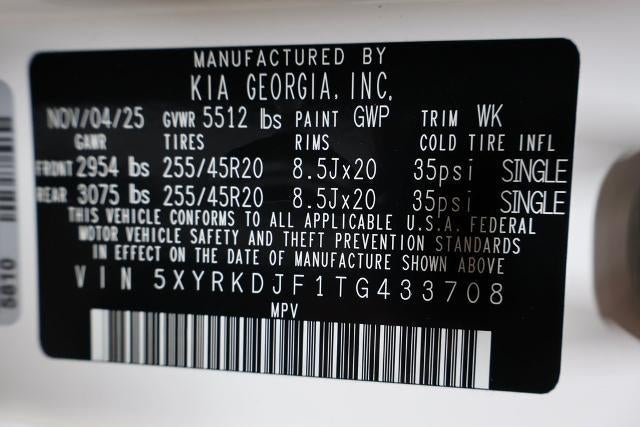 MANUFACTURED BY
KIA GEORGIA, INC.
NOV/04/25 GVWR 5512 lbs PAINT GWP TRIM WK
GAWR TIRES RIMS COLD TIRE INFL
FRONT 2954 lbs 255/45R20 8.5Jx20 35psi SINGLE
REAR 3075 lbs 255/45R20 8.5Jx20 35psi SINGLE
THIS VEHICLE CONFORMS TO ALL APPLICABLE U.S.A. FEDERAL
MOTOR VEHICLE SAFETY AND THEFT PREVENTION STANDARDS
IN EFFECT ON THE DATE OF MANUFACTURE SHOWN ABOVE
VIN 5XYRKDJF1TG433708
MPV
5810